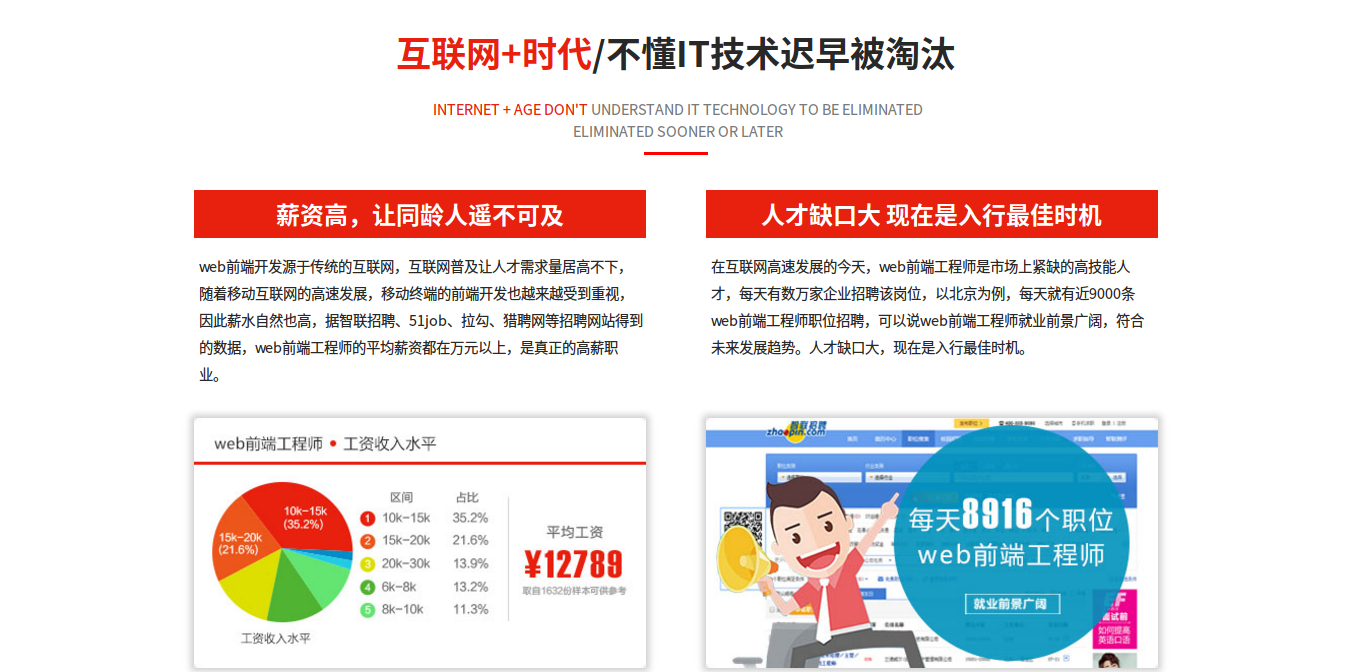 互联网+时代/不懂IT技术迟早被淘汰
INTERNET + AGE DON'T UNDERSTAND IT TECHNOLOGY TO BE ELIMINATED
ELIMINATED SOONER OR LATER
薪资高，让同龄人遥不可及
web前端开发源于传统的互联网，互联网普及让人才需求量居高不下，
随着移动互联网的高速发展，移动终端的前端开发也越来越受到重视，
因此薪水自然也高，据智联招聘、51job、拉勾、猎聘网等招聘网站得到
的数据，web前端工程师的平均薪资都在万元以上，是真正的高薪职
业。
人才缺口大 现在是入行最佳时机
在互联网高速发展的今天，web前端工程师是市场上紧缺的高技能人
才，每天有数万家企业招聘该岗位，以北京为例，每天就有近9000条
web前端工程师职位招聘，可以说web前端工程师就业前景广阔，符合
未来发展趋势。人才缺口大，现在是入行最佳时机。
web前端工程师 • 工资收入水平
10k-15k
(35.2%)
15k-20k
(21.6%)
工资收入水平
区间 占比
1 10k-15k 35.2%
2 15k-20k 21.6%
3 20k-30k 13.9%
4 6k-8k 13.2%
5 8k-10k 11.3%
平均工资
¥12789
取自1632份样本可供参考
智联招聘
zhaopin.com
每天8916个职位
web前端工程师
就业前景广阔
EF
面试前
如何提高
英语口语